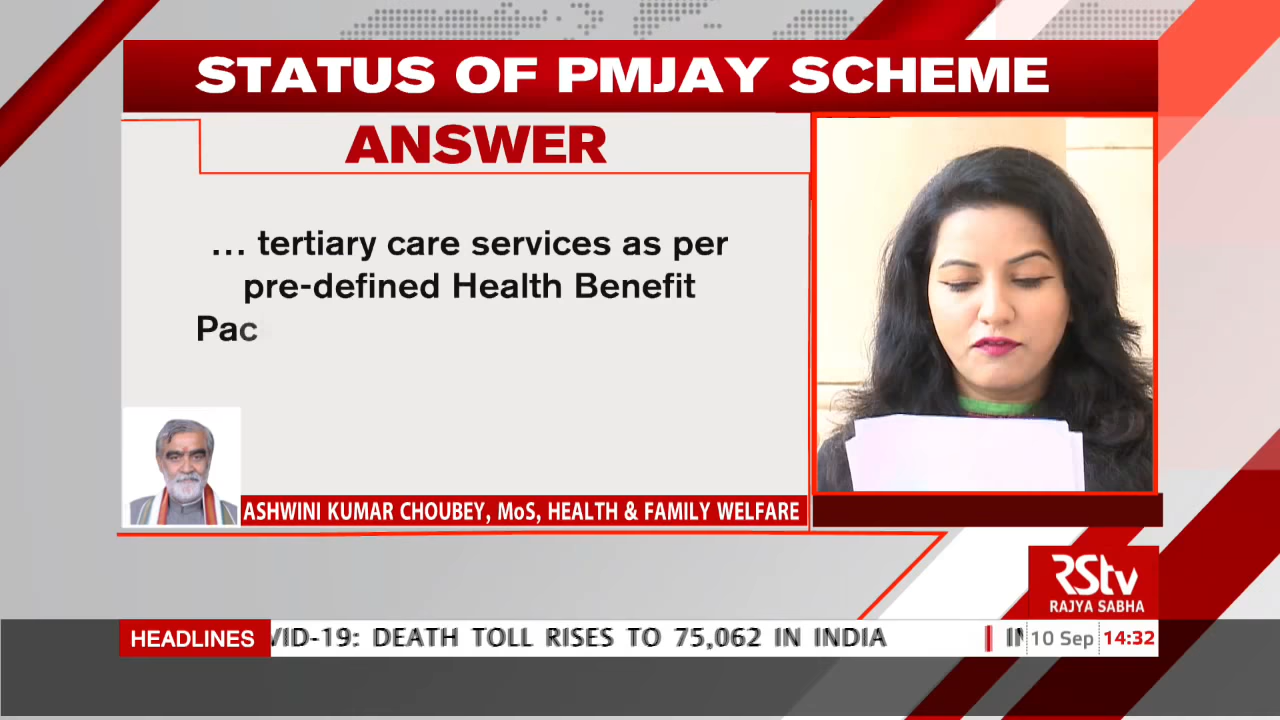 STATUS OF PMJAY SCHEME
ANSWER
... tertiary care services as per
pre-defined Health Benefit
Pac
ASHWINI KUMAR CHOUBEY, MoS, HEALTH & FAMILY WELFARE
RStv
RAJYA SABHA
HEADLINES
VID-19: DEATH TOLL RISES TO 75,062 IN INDIA
10 Sep
14:32